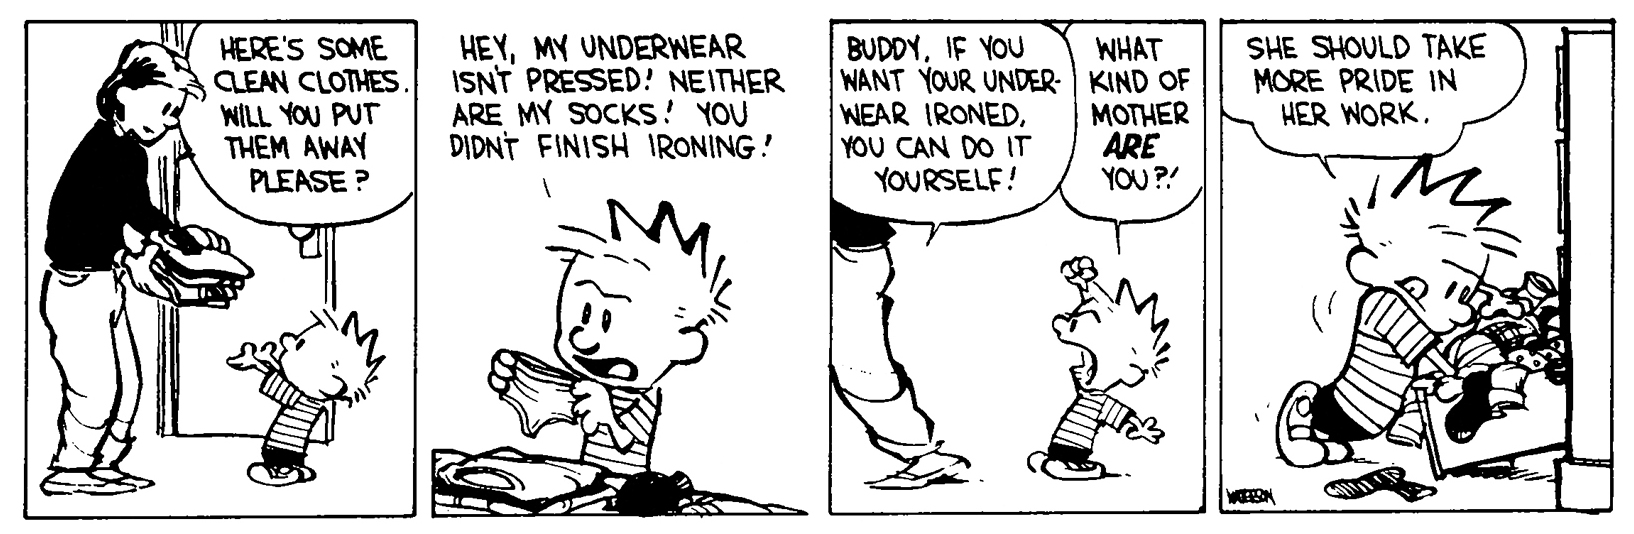 HERE'S SOME
CLEAN CLOTHES.
WILL YOU PUT
THEM AWAY
PLEASE?
HEY, MY UNDERWEAR
ISN'T PRESSED! NEITHER
ARE MY SOCKS! YOU
DIDN'T FINISH IRONING!
BUDDY, IF YOU
WANT YOUR UNDER-
WEAR IRONED,
YOU CAN DO IT
YOURSELF!
WHAT
KIND OF
MOTHER
ARE
YOU?!
SHE SHOULD TAKE
MORE PRIDE IN
HER WORK.
WATTERSON